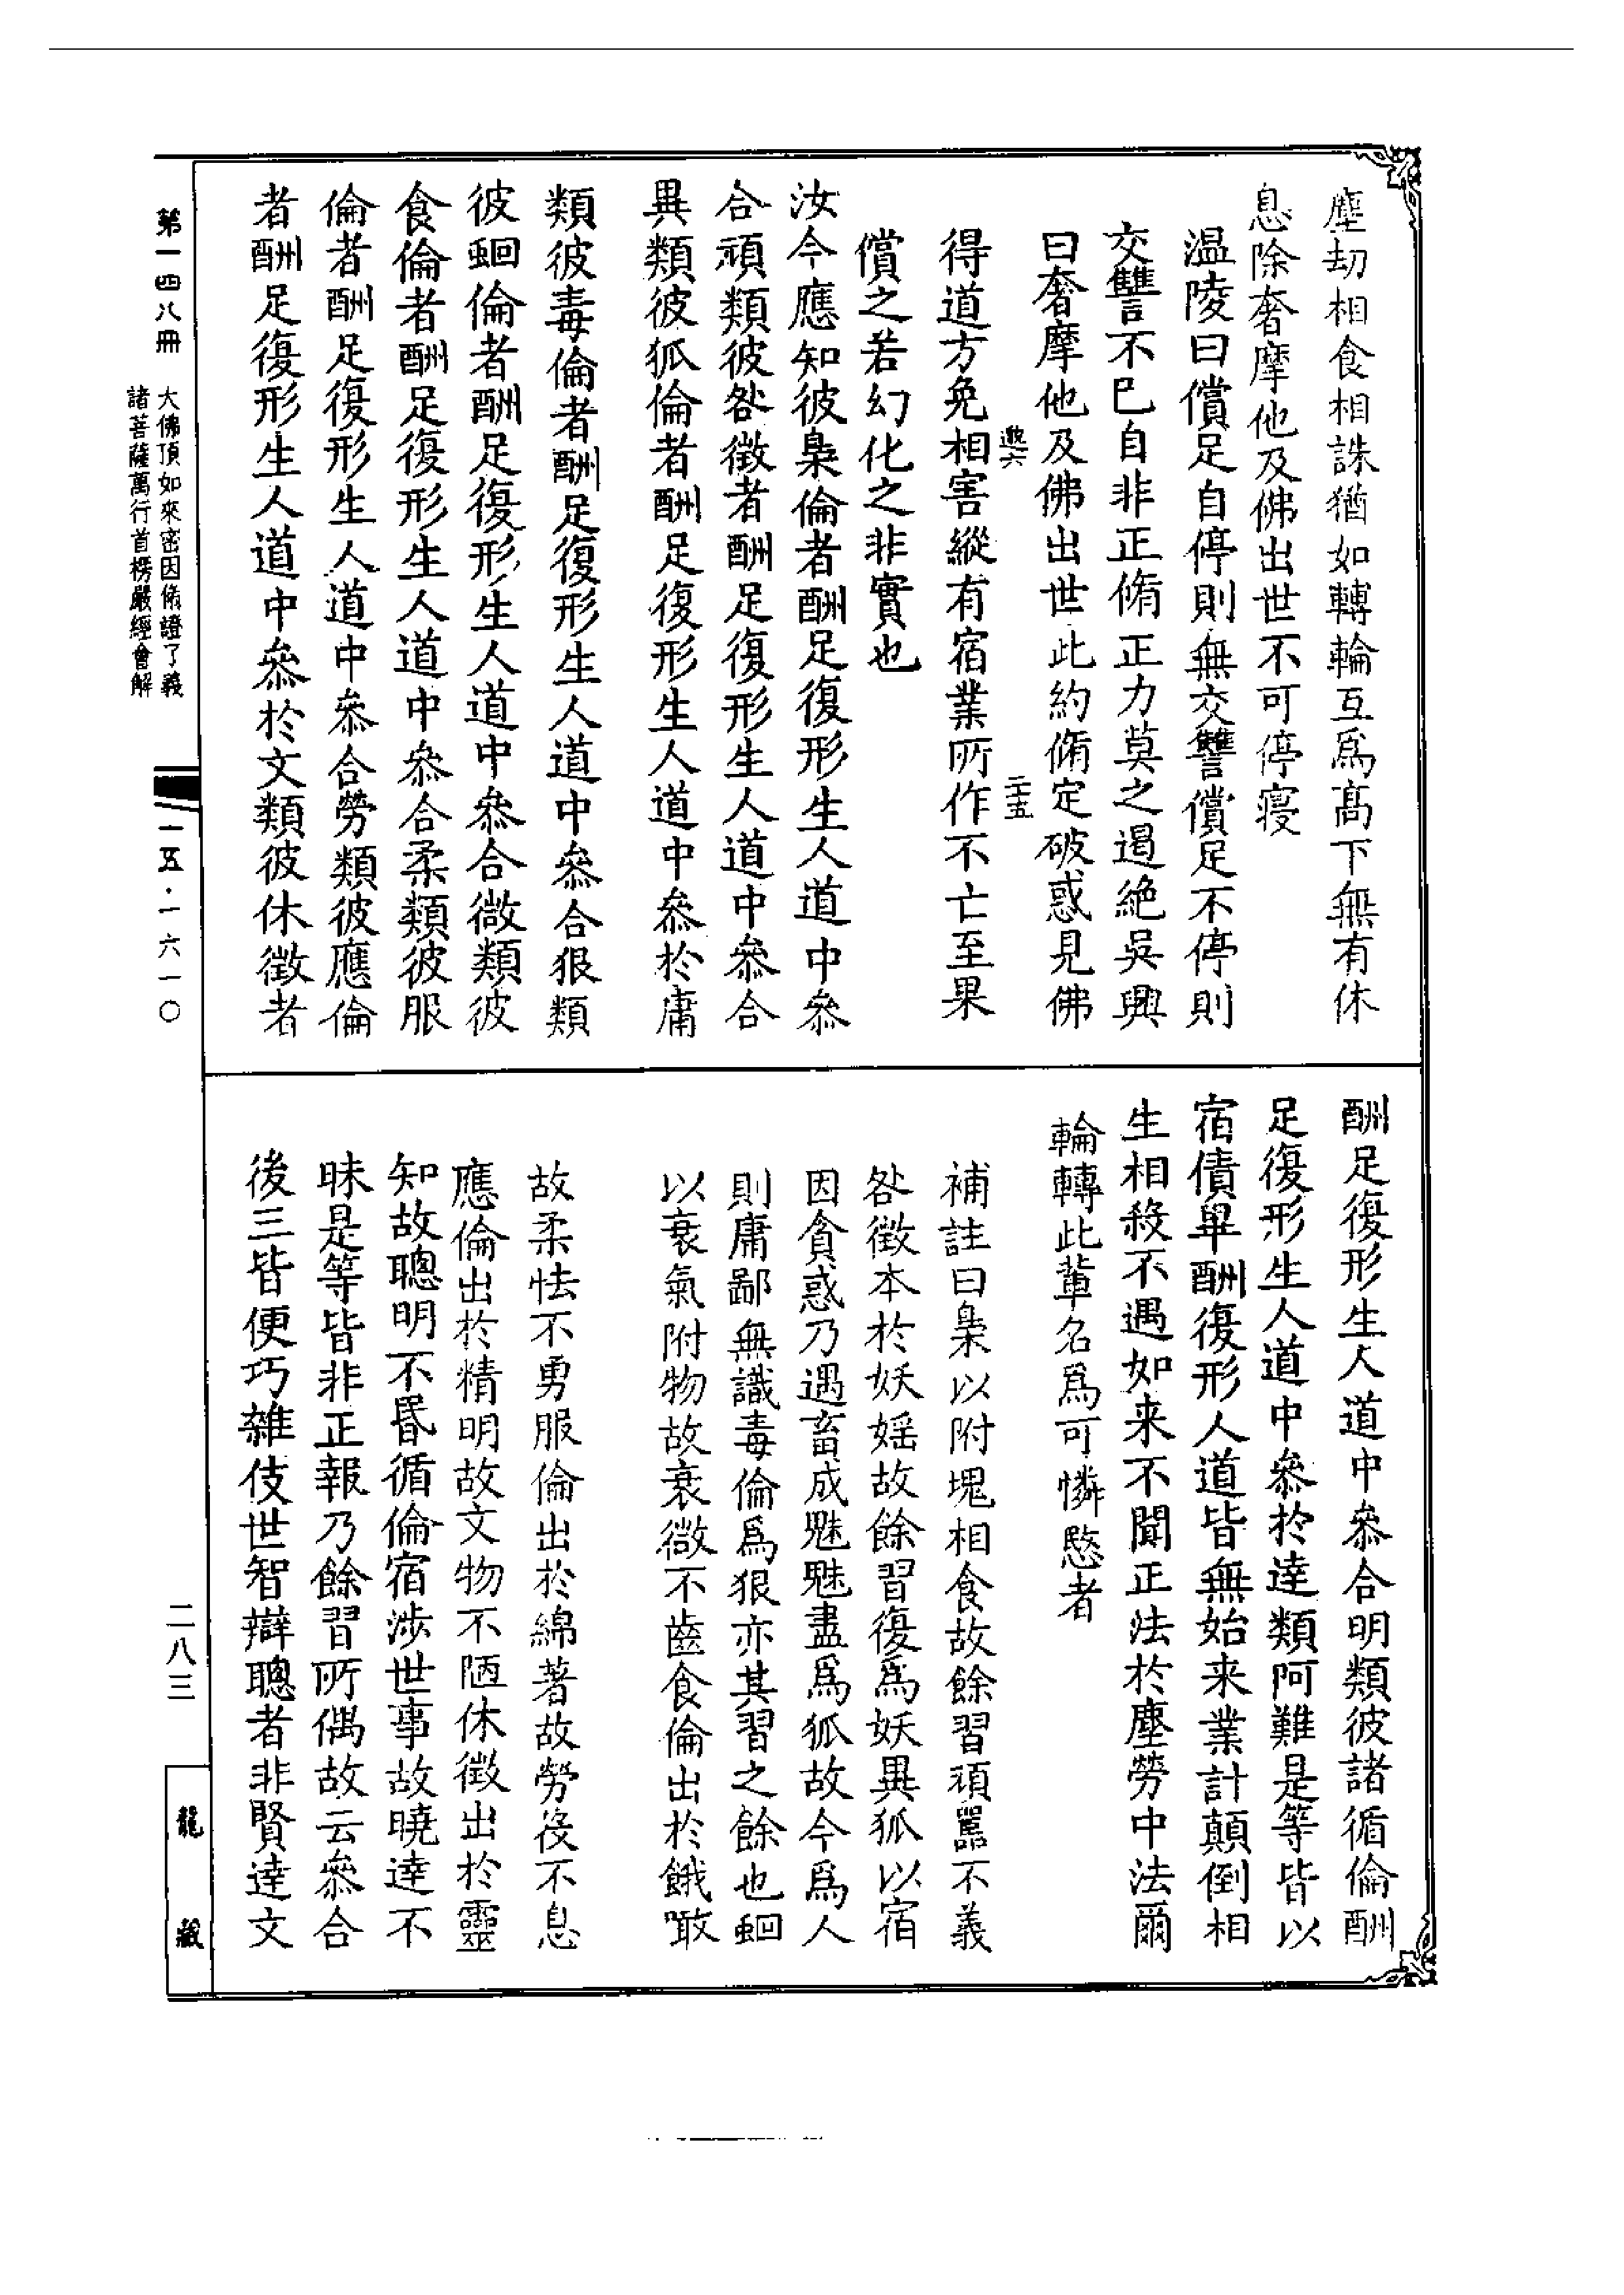 塵劫相食相誅猶如轉輪互爲高下無有休
息除奢摩他及佛出世不可停寢
溫陵曰償足自停則無交讐償足不停則
交讐不巳自非正脩正力莫之遏絶吳興
曰奢摩他及佛出世此約脩定破惑見佛
二五
得道方免相害縱有宿業所作不亡至果
償之若幻化之非實也
汝今應知彼梟倫者酬足復形生人道中叅
合頑類彼咎徵者酬足復形生人道中叅合
異類彼狐倫者酬足復形生人道中叅於庸
類彼毒倫者酬足復形生人道中叅合狠類
彼蛔倫者酬足復形生人道中叅合微類彼
食倫者酬足復形生人道中叅合柔類彼服
倫者酬足復形生人道中叅合勞類彼應倫
者酬足復形生人道中叅於文類彼休徵者
酬足復形生人道中叅合明類彼諸循倫酬
足復形生人道中叅於達類阿難是等皆以
宿債畢酬復形人道皆無始来業計顛倒相
生相殺不遇如来不聞正法於塵勞中法爾
輪轉此輩名爲可憐愍者
補註曰梟以附塊相食故餘習頑嚚不義
咎徵本於妖婬故餘習復爲妖異狐以宿
因貪惑乃遇畜成魅魅盡爲狐故今爲人
則庸鄙無識毒倫爲狠亦其習之餘也蛔
以衰氣附物故衰微不齒食倫出於餓噉
故柔怯不勇服倫出於綿著故勞役不息
應倫出於精明故文物不陋休徵出於靈
知故聰明不昬循倫宿涉世事故曉達不
昧是等皆非正報乃餘習所偶故云叅合
後三皆便巧雜伎世智辯聰者非賢達文
第一四八冊
大佛頂如來密因脩證了義
諸菩薩萬行首楞嚴經會解
一五·一六一〇
二八三
龍藏